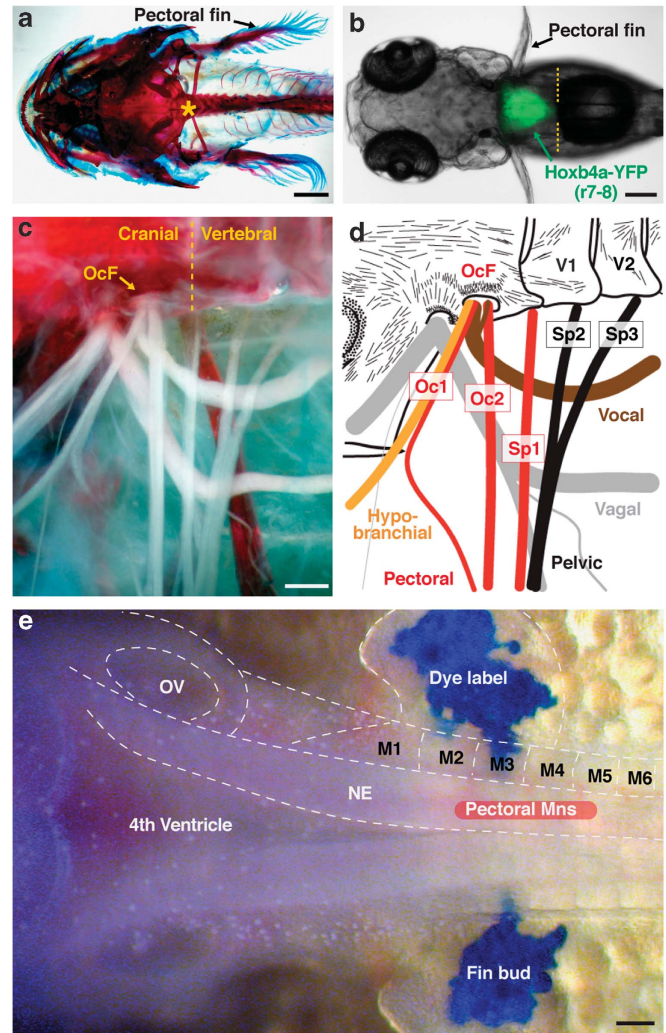 a
Pectoral fin
*
b
Pectoral fin
Hoxb4a-YFP
(r7-8)
c
Cranial
Vertebral
OcF
d
OcF
V1
V2
Sp2
Sp3
Oc1
Oc2
Vocal
Sp1
Vagal
Hypo-
branchial
Pelvic
Pectoral
e
OV
Dye label
M1
M2
M3
M4
M5
M6
NE
Pectoral Mns
4th Ventricle
Fin bud